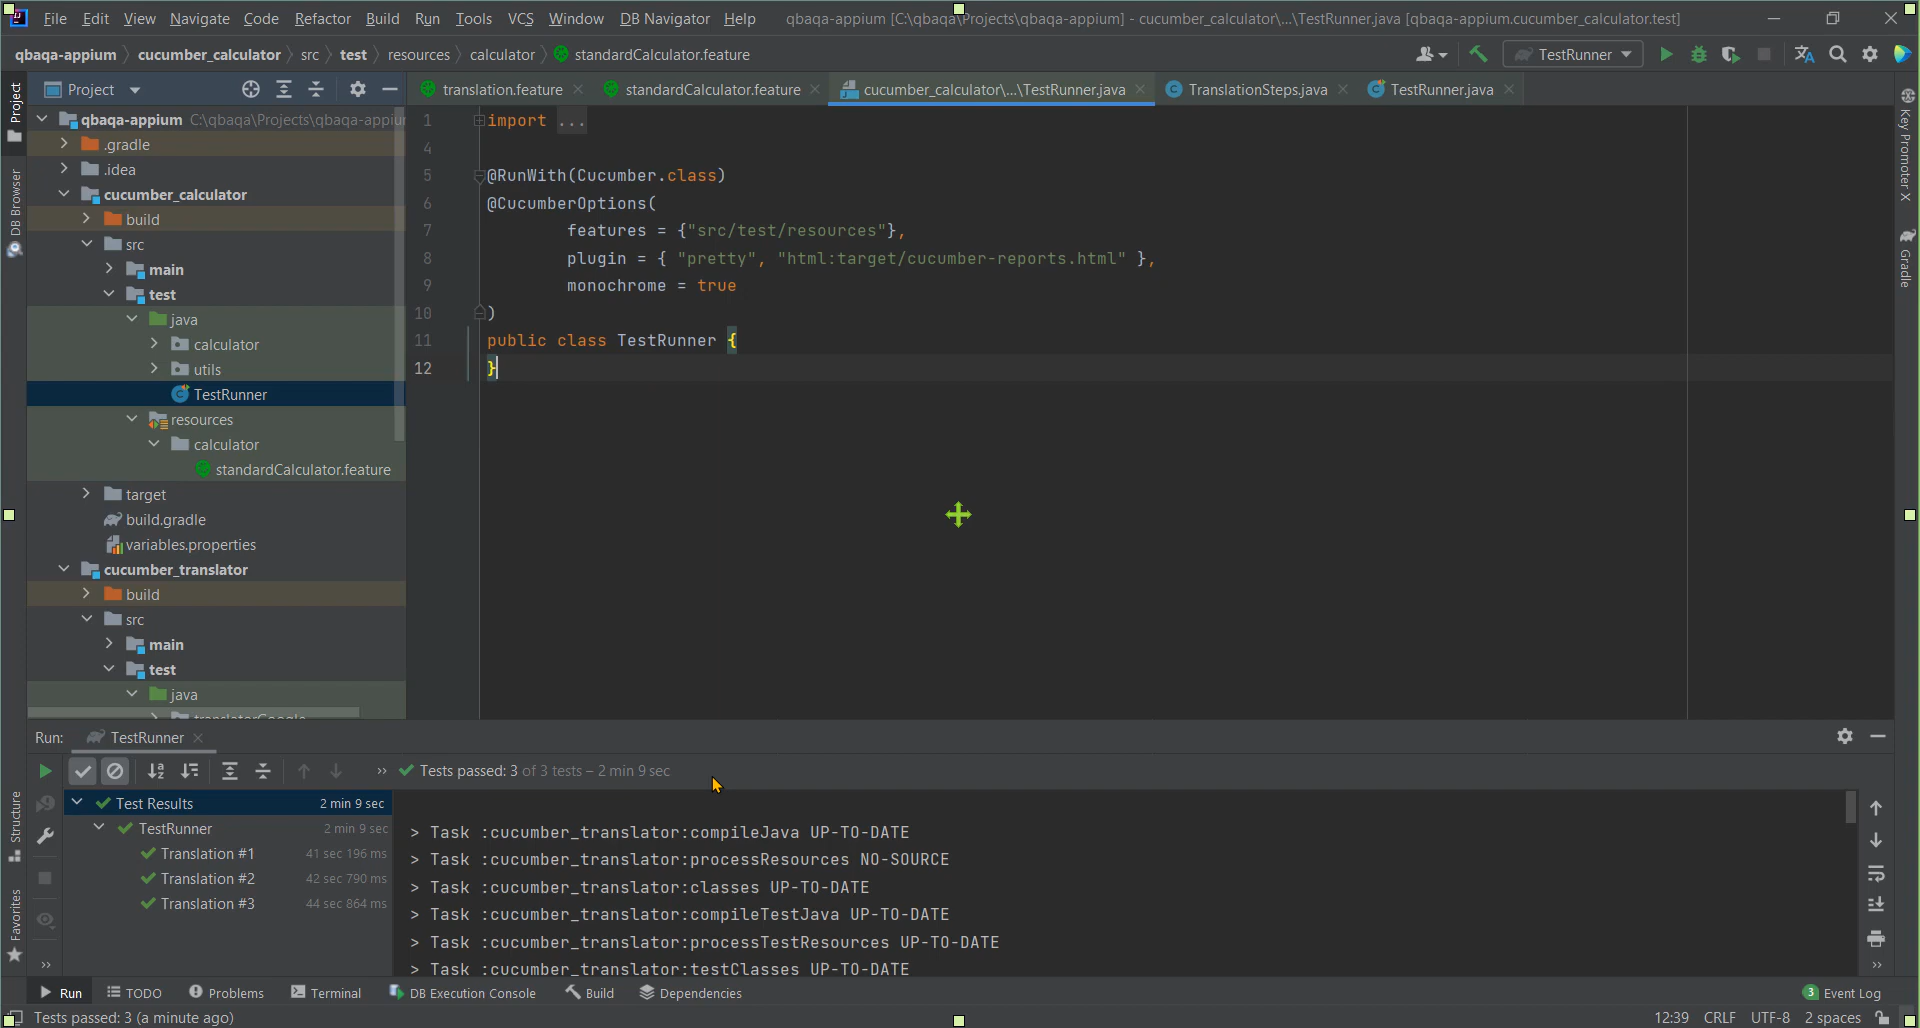 File Edit View Navigate Code Refactor Build Run Tools VCS Window DB Navigator Help qbaqa-appium [C:\qbaqa\Projects\qbaqa-appium] - cucumber_calculator\...\TestRunner.java [qbaqa-appium.cucumber_calculator.test]
qbaqa-appium cucumber_calculator src test resources calculator standardCalculator.feature TestRunner
Project translation.feature standardCalculator.feature cucumber_calculator\...\TestRunner.java TranslationSteps.java TestRunner.java
Project
DB Browser
Structure
Favorites
Key Promoter X
Gradle
qbaqa-appium C:\qbaqa\Projects\qbaqa-appiu
.gradle
.idea
cucumber_calculator
build
src
main
test
java
calculator
utils
TestRunner
resources
calculator
standardCalculator.feature
target
build.gradle
variables.properties
cucumber_translator
build
src
main
test
java
translatorGoogle
1 import ...
4
5 @RunWith(Cucumber.class)
6 @CucumberOptions(
7 features = {"src/test/resources"},
8 plugin = { "pretty", "html:target/cucumber-reports.html" },
9 monochrome = true
10 )
11 public class TestRunner {
12 }
Run: TestRunner
» Tests passed: 3 of 3 tests – 2 min 9 sec
Test Results 2 min 9 sec
TestRunner 2 min 9 sec
Translation #1 41 sec 196 ms
Translation #2 42 sec 790 ms
Translation #3 44 sec 864 ms
> Task :cucumber_translator:compileJava UP-TO-DATE
> Task :cucumber_translator:processResources NO-SOURCE
> Task :cucumber_translator:classes UP-TO-DATE
> Task :cucumber_translator:compileTestJava UP-TO-DATE
> Task :cucumber_translator:processTestResources UP-TO-DATE
> Task :cucumber_translator:testClasses UP-TO-DATE
Run TODO Problems Terminal DB Execution Console Build Dependencies 3 Event Log
Tests passed: 3 (a minute ago) 12:39 CRLF UTF-8 2 spaces